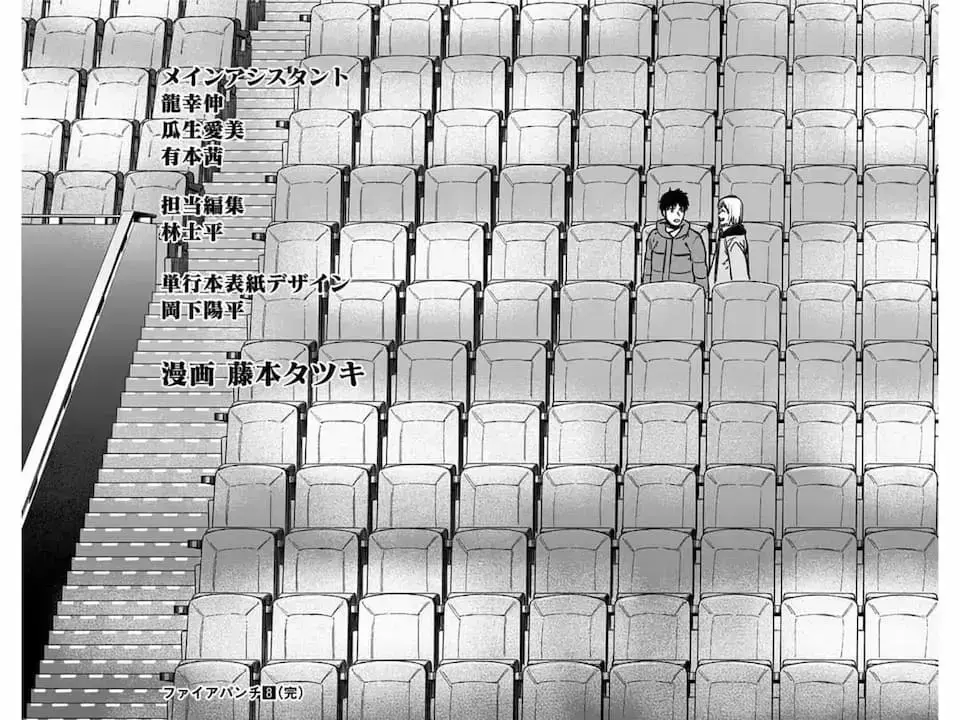 メインアシスタント
龍幸伸
瓜生愛美
有本茜
担当編集
林士平
単行本表紙デザイン
岡下陽平
漫画 藤本タツキ
ファイアパンチ8(完)